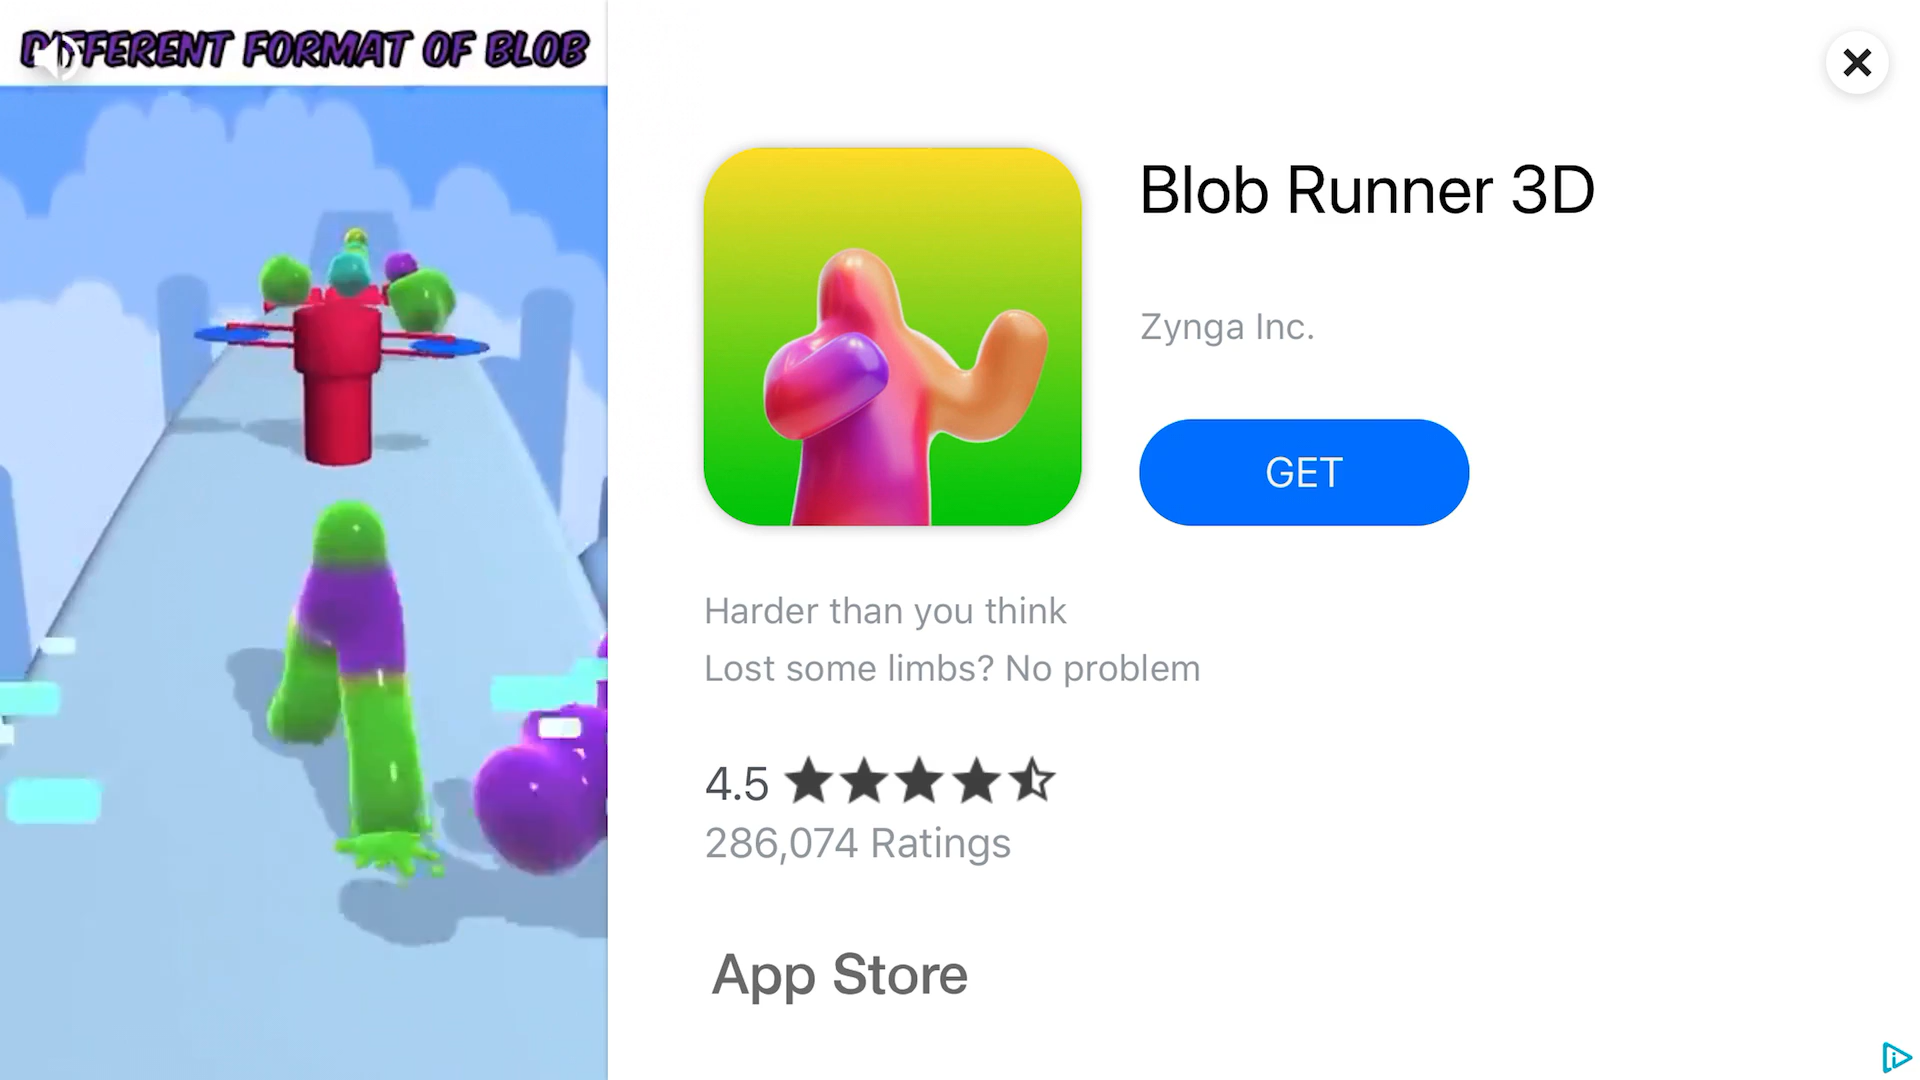 DIFFERENT FORMAT OF BLOB
Blob Runner 3D
Zynga Inc.
GET
Harder than you think
Lost some limbs? No problem
4.5
286,074 Ratings
App Store